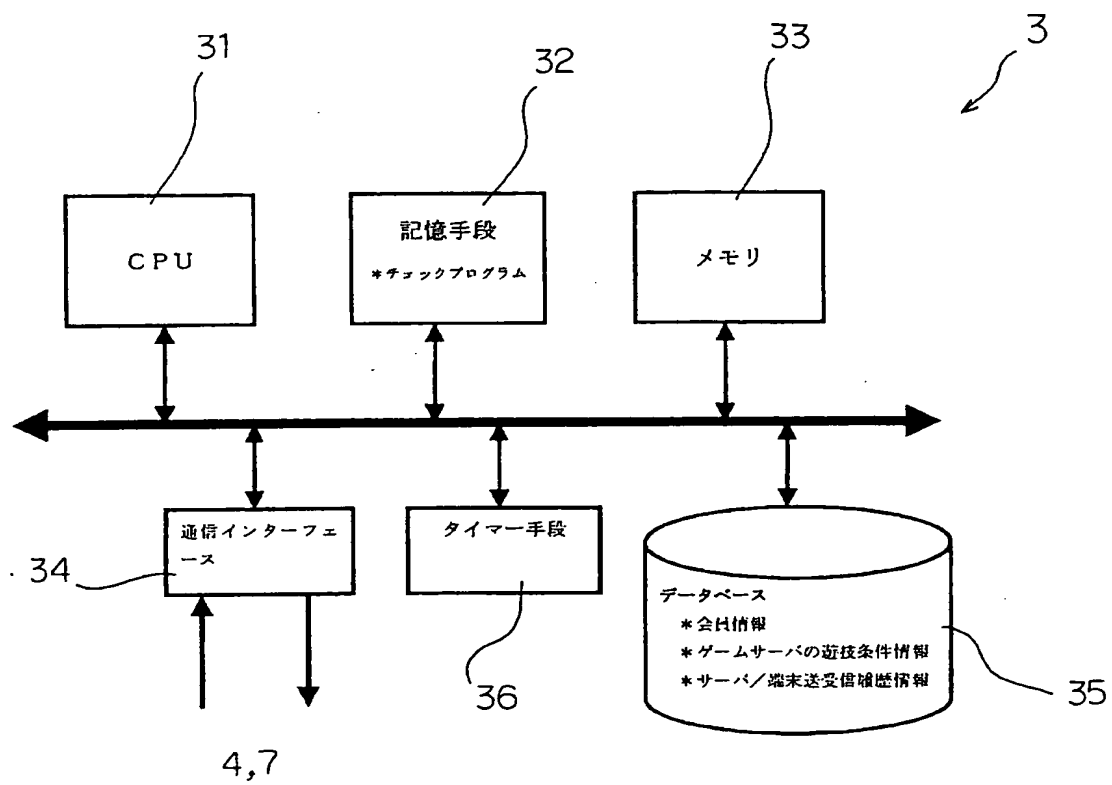 3
31
32
33
CPU
記憶手段
*チェックプログラム
メモリ
通信インターフェ
ース
タイマー手段
データベース
*会員情報
*ゲームサーバの遊技条件情報
*サーバ/端末送受信履歴情報
34
36
35
4,7